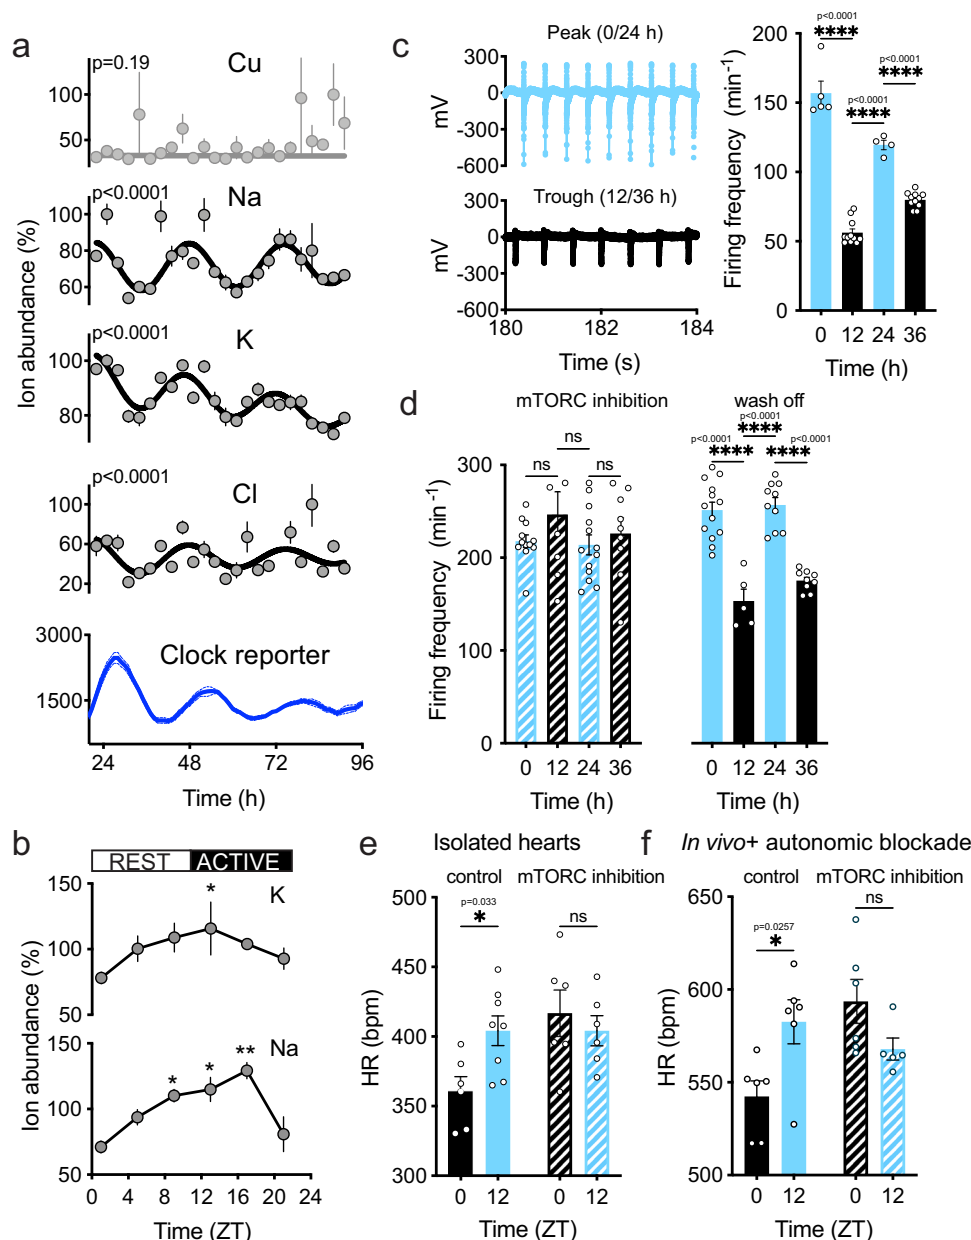 a
Ion abundance (%)
p=0.19
Cu
100
50
p<0.0001
Na
100
80
60
p<0.0001
K
100
80
p<0.0001
Cl
100
60
20
3000
1500
Clock reporter
24 48 72 96
Time (h)
b
REST ACTIVE
Ion abundance (%)
150
100
50
*
K
150
100
50
* * **
Na
0 4 8 12 16 20 24
Time (ZT)
c
Peak (0/24 h)
mV
300
0
-300
-600
Trough (12/36 h)
mV
300
0
-300
-600
180 182 184
Time (s)
Firing frequency (min-1)
200
150
100
50
0
p<0.0001
****
p<0.0001
****
p<0.0001
****
0 12 24 36
Time (h)
d
mTORC inhibition
Firing frequency (min-1)
300
200
100
0
ns
ns
ns
0 12 24 36
Time (h)
wash off
p<0.0001
****
p<0.0001
****
p<0.0001
****
0 12 24 36
Time (h)
e
Isolated hearts
control mTORC inhibition
HR (bpm)
450
400
350
300
p=0.033
*
ns
0 12 0 12
Time (ZT)
f
In vivo+ autonomic blockade
control mTORC inhibition
HR (bpm)
650
600
550
500
p=0.0257
*
ns
0 12 0 12
Time (ZT)